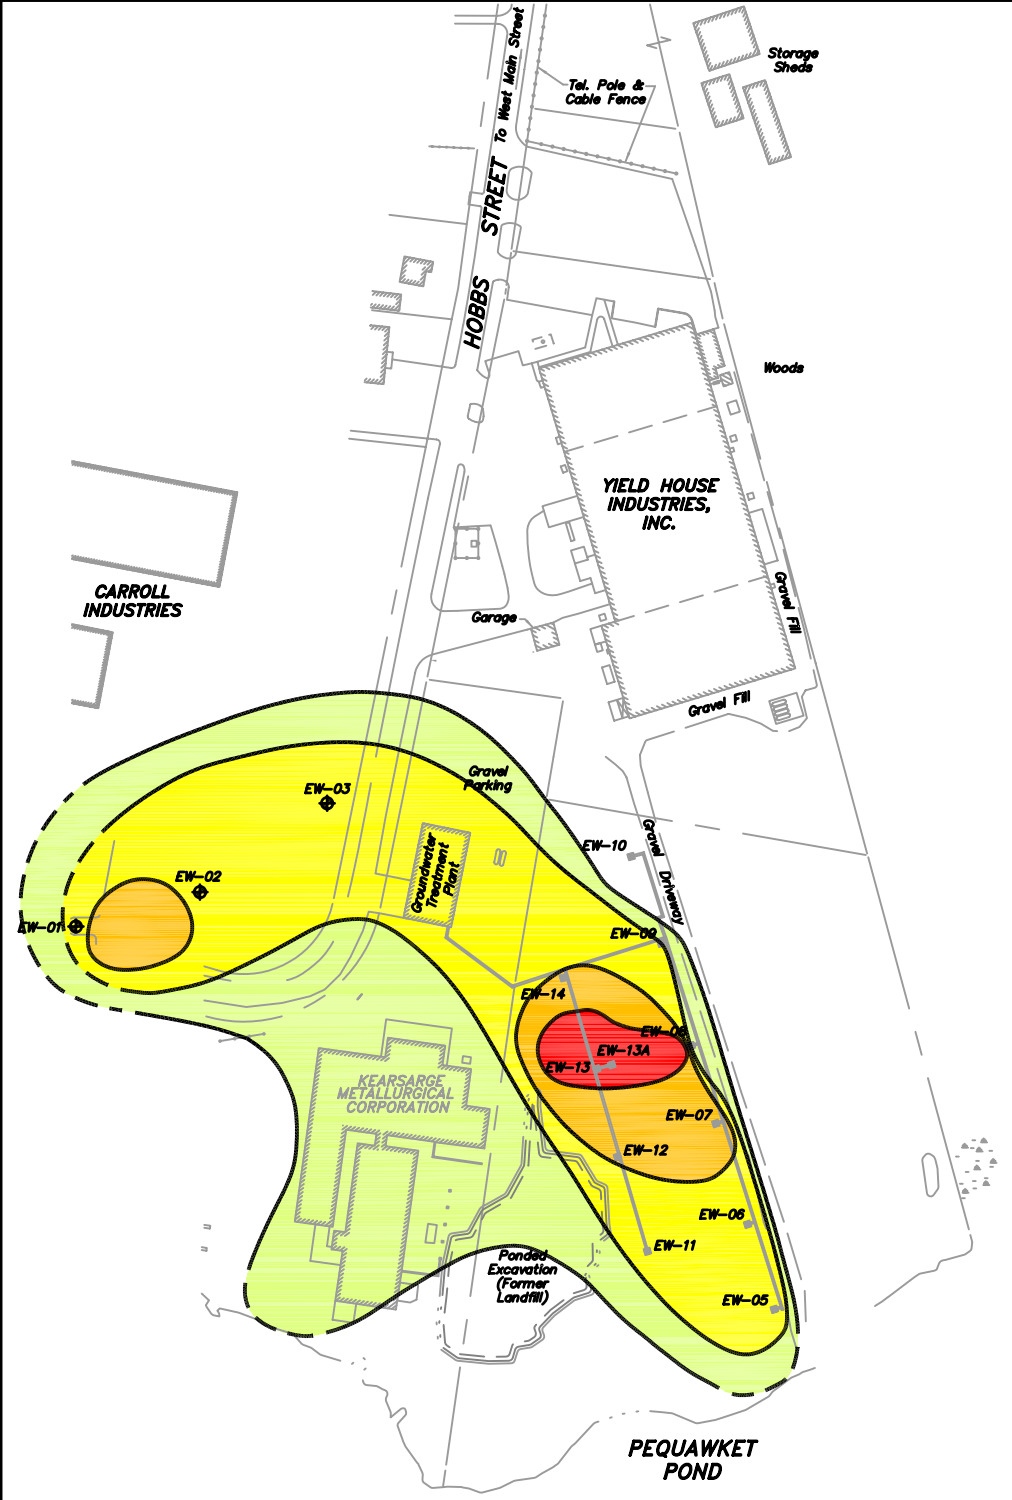 Storage
Sheds
Tel. Pole &
Cable Fence
To West Main Street
HOBBS STREET
Woods
YIELD HOUSE
INDUSTRIES,
INC.
CARROLL
INDUSTRIES
Gravel Fill
Garage
Gravel Fill
Gravel
Parking
EW-03
Groundwater
Treatment
Plant
Gravel Driveway
EW-10
EW-02
EW-01
EW-09
EW-14
EW-08
EW-13A
EW-13
KEARSARGE
METALLURGICAL
CORPORATION
EW-07
EW-12
EW-06
EW-11
Ponded
Excavation
(Former
Landfill)
EW-05
PEQUAWKET
POND